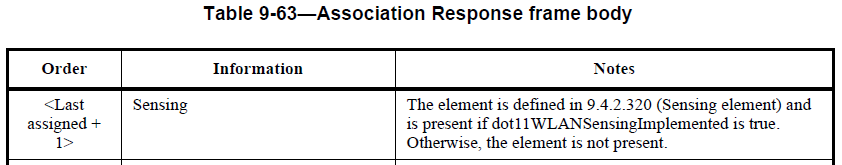 Table 9-63—Association Response frame body
Order Information Notes
<Last assigned + 1> Sensing The element is defined in 9.4.2.320 (Sensing element) and
is present if dot11WLANSensingImplemented is true.
Otherwise, the element is not present.